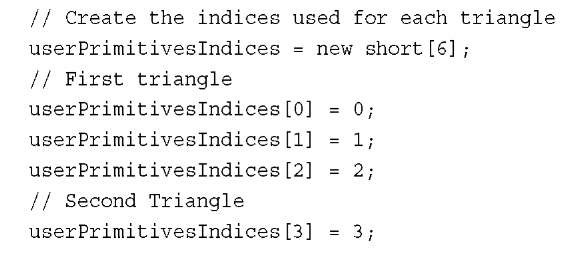 // Create the indices used for each triangle
userPrimitivesIndices = new short[6];
// First triangle
userPrimitivesIndices[0] = 0;
userPrimitivesIndices[1] = 1;
userPrimitivesIndices[2] = 2;
// Second Triangle
userPrimitivesIndices[3] = 3;